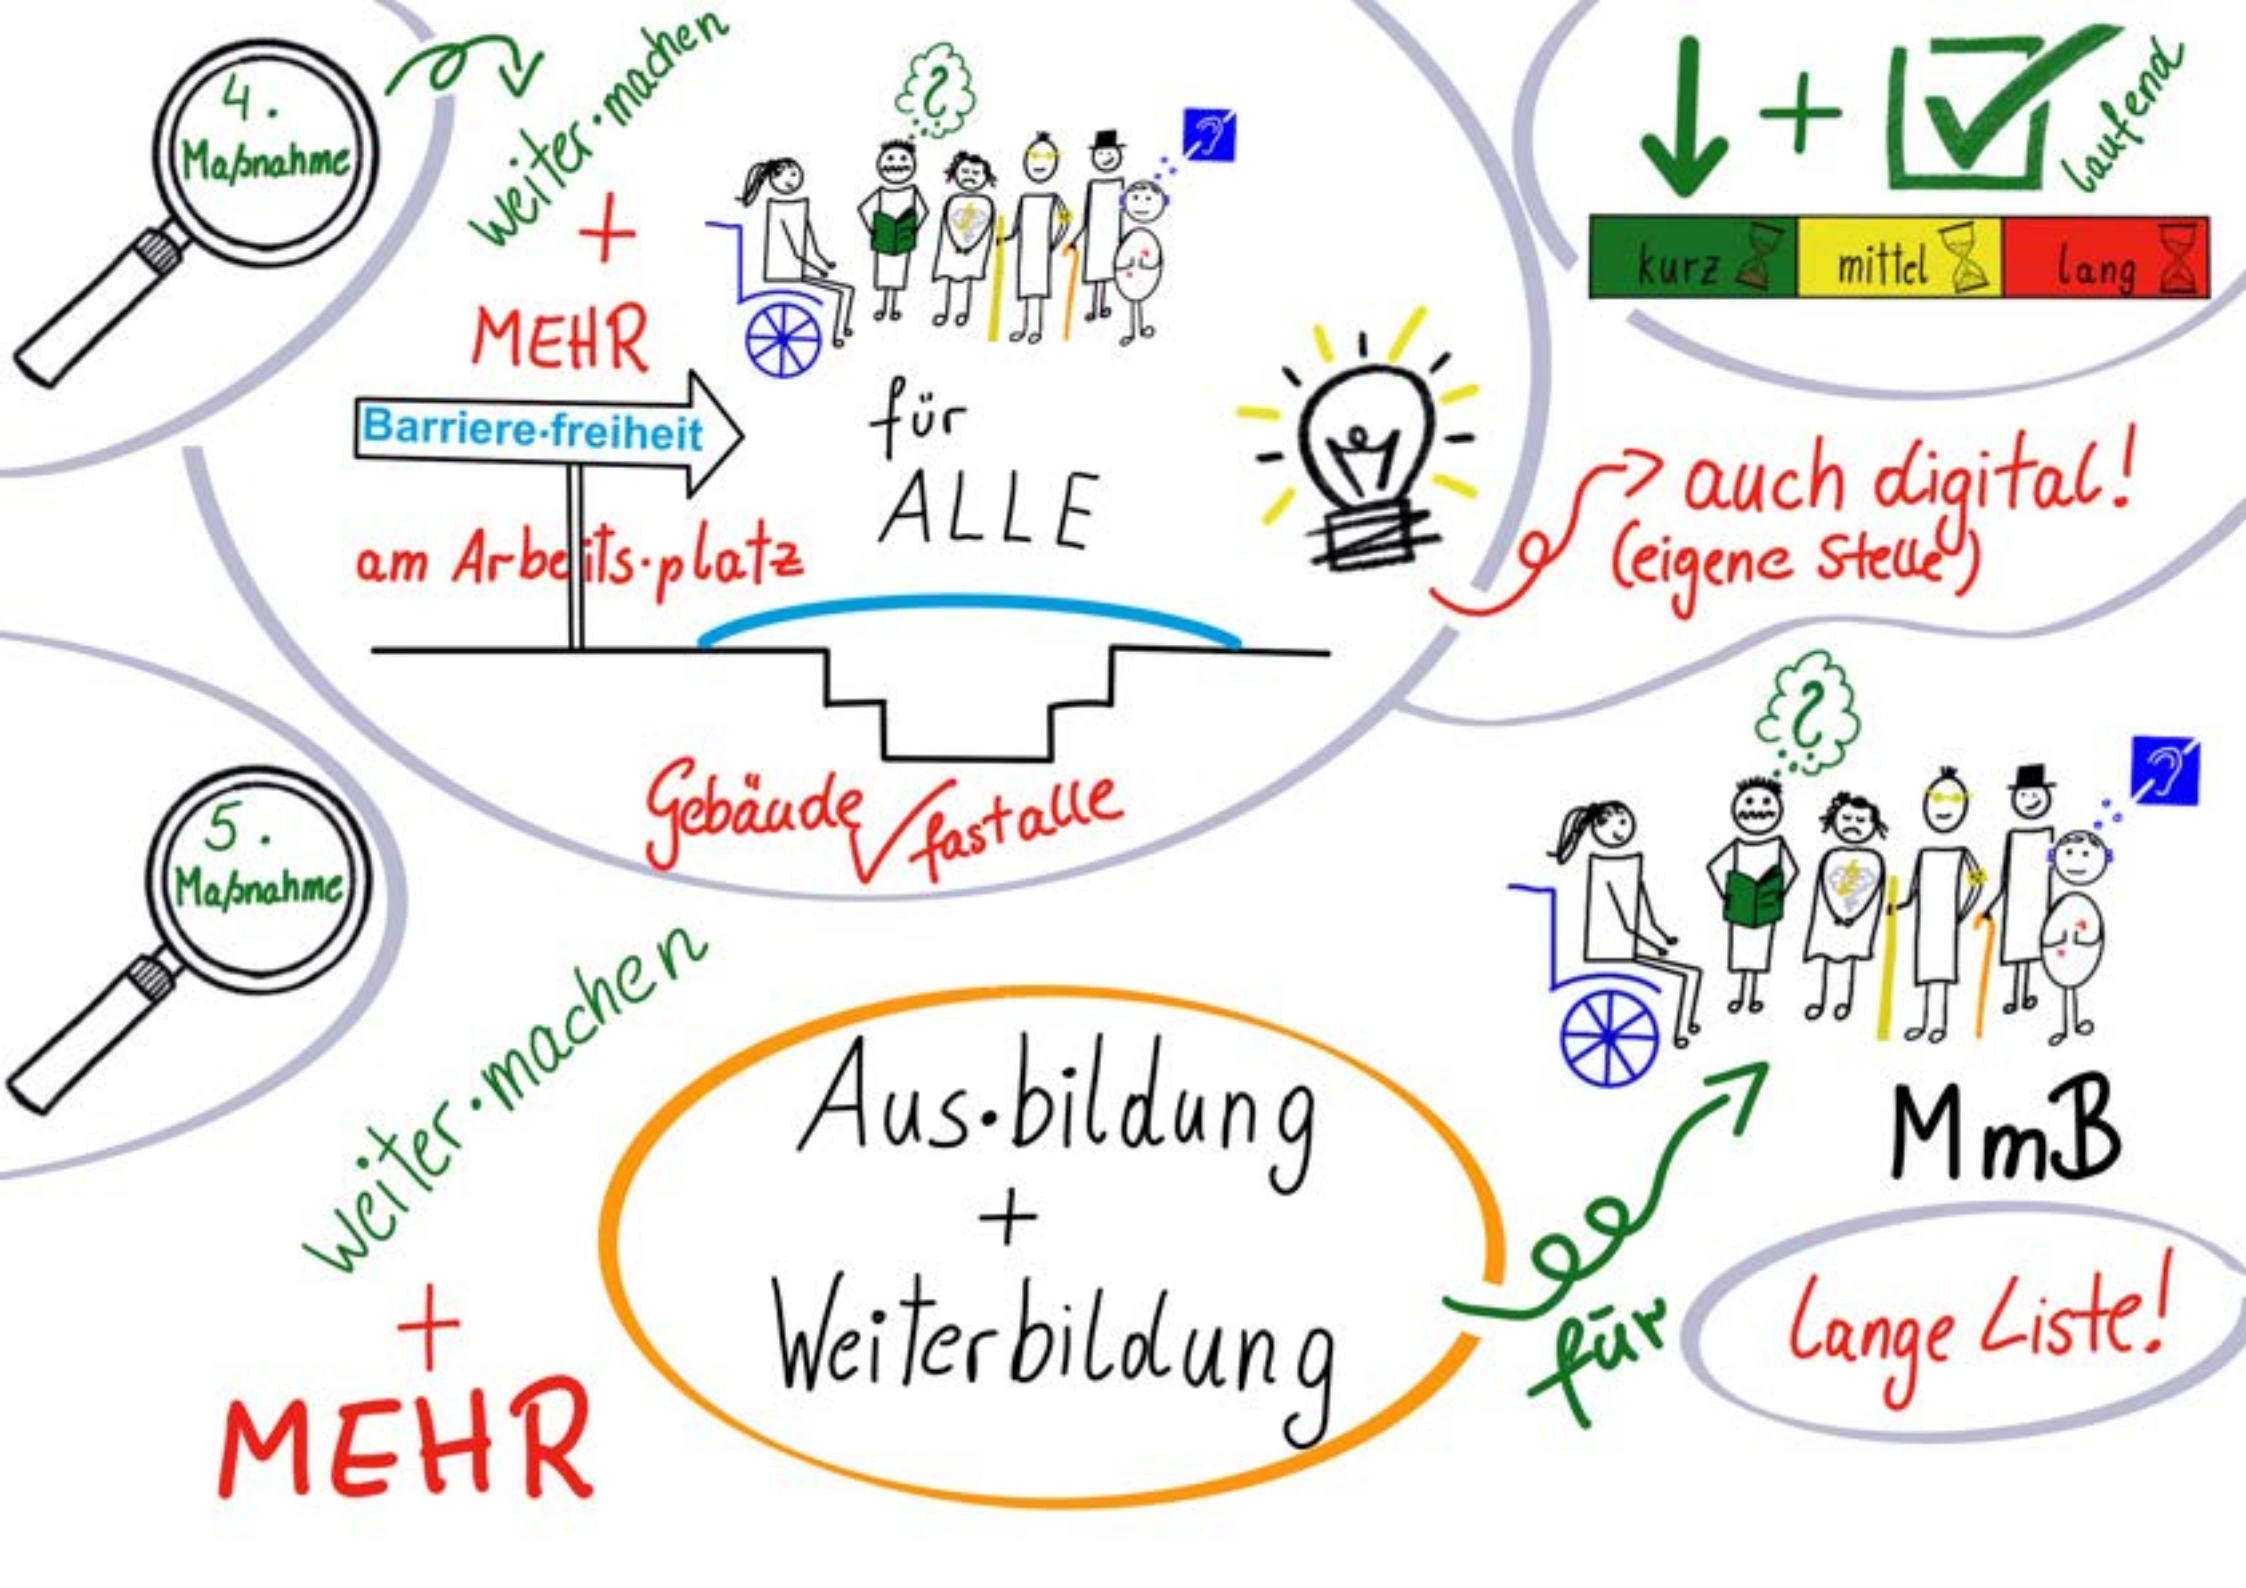 4.
Maßnahme
weiter·machen
+
MEHR
Barriere·freiheit
am Arbeits·platz
für
ALLE
?
Gebäude fast alle
+
laufend
kurz mittel lang
auch digital!
(eigene Stelle)
5.
Maßnahme
weiter·machen
+
MEHR
Aus·bildung
+
Weiterbildung
für
?
MmB
Lange Liste!